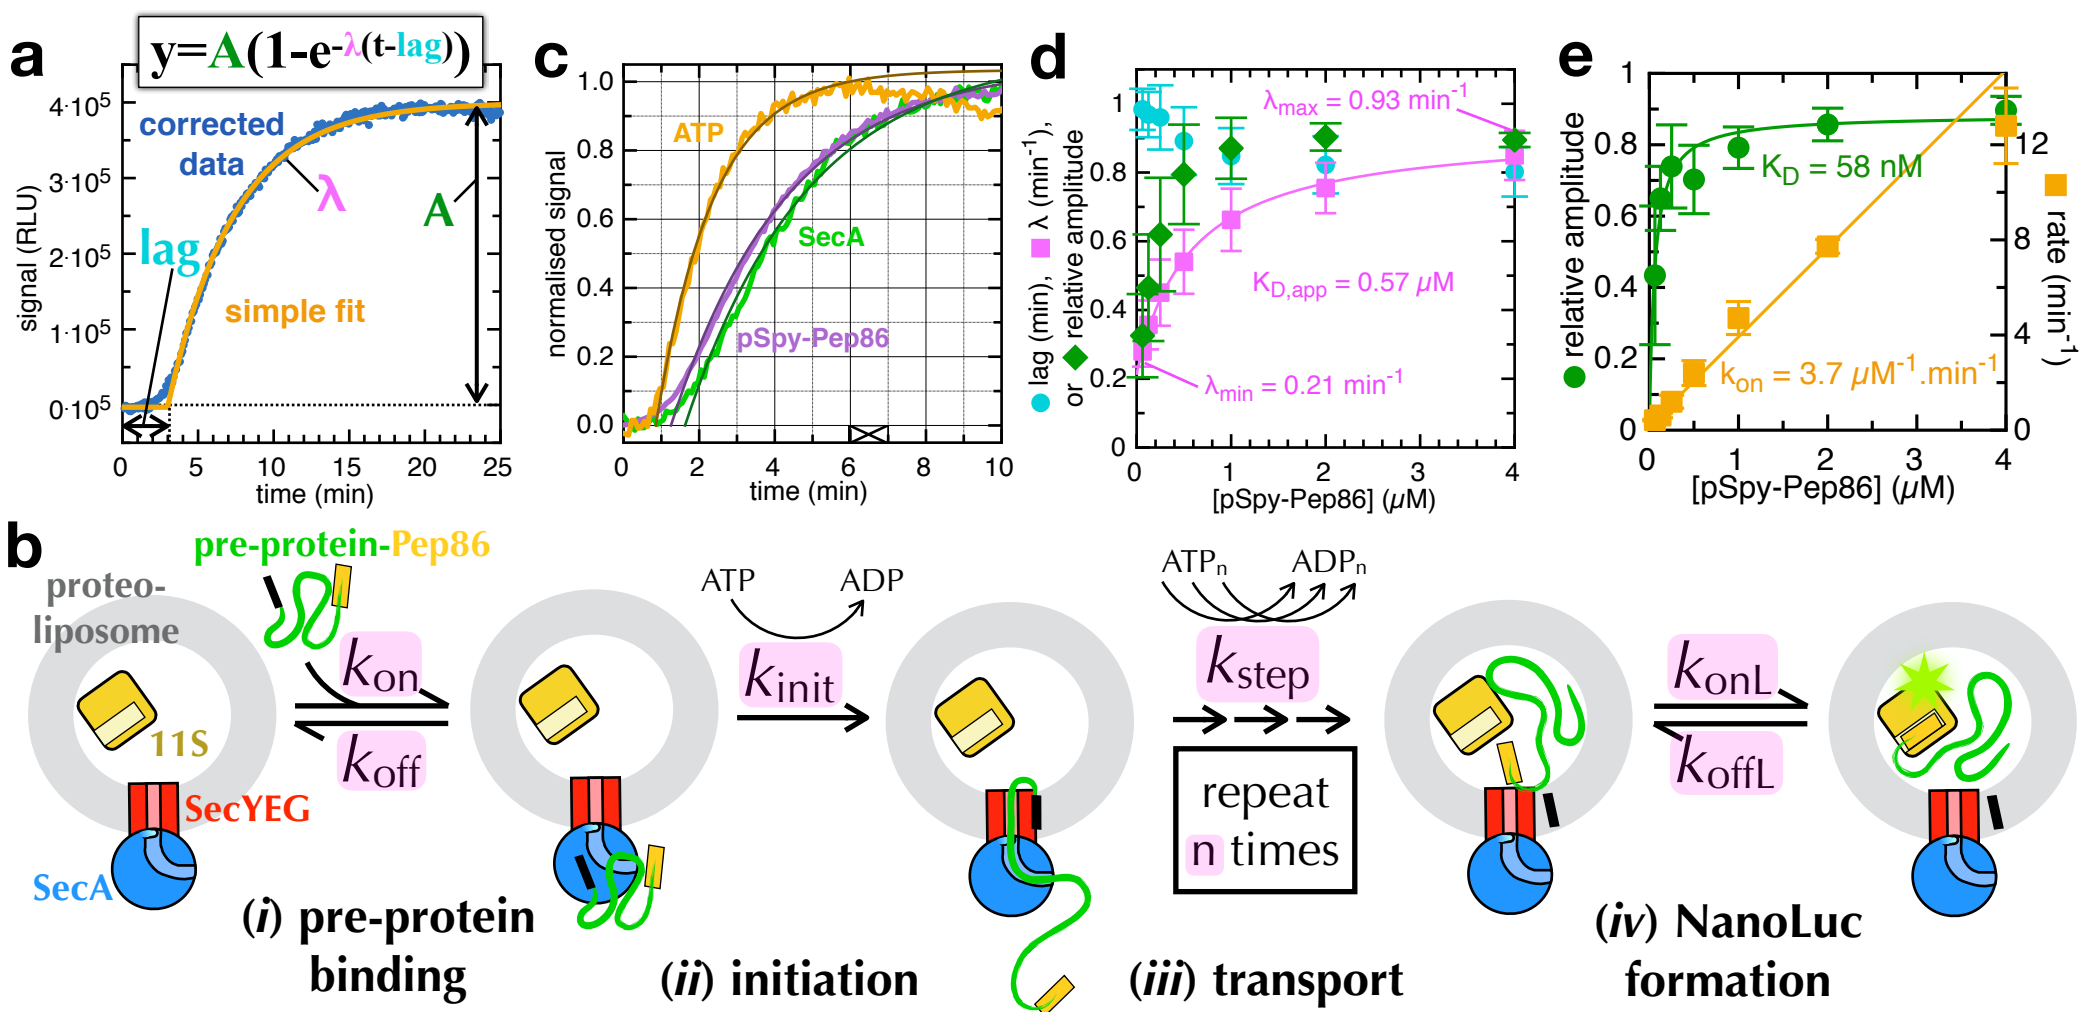 a
y=A(1-e-λ(t-lag))
signal (RLU)
4·10⁵
3·10⁵
2·10⁵
1·10⁵
0·10⁵
corrected
data
λ
A
lag
simple fit
0 5 10 15 20 25
time (min)
c
normalised signal
1.0
0.8
0.6
0.4
0.2
0.0
ATP
SecA
pSpy-Pep86
0 2 4 6 8 10
time (min)
d
lag (min), λ (min⁻¹),
or relative amplitude
1
0.8
0.6
0.4
0.2
0
λmax = 0.93 min⁻¹
KD,app = 0.57 µM
λmin = 0.21 min⁻¹
0 1 2 3 4
[pSpy-Pep86] (µM)
e
relative amplitude
1
0.8
0.6
0.4
0.2
0
KD = 58 nM
kon = 3.7 µM⁻¹.min⁻¹
12
8
4
0
rate (min⁻¹)
0 1 2 3 4
[pSpy-Pep86] (µM)
b
pre-protein-Pep86
proteo-
liposome
11S
SecYEG
SecA
kon
koff
(i) pre-protein
binding
ATP ADP
kinit
(ii) initiation
ATPn ADPn
kstep
repeat
n times
(iii) transport
konL
koffL
(iv) NanoLuc
formation